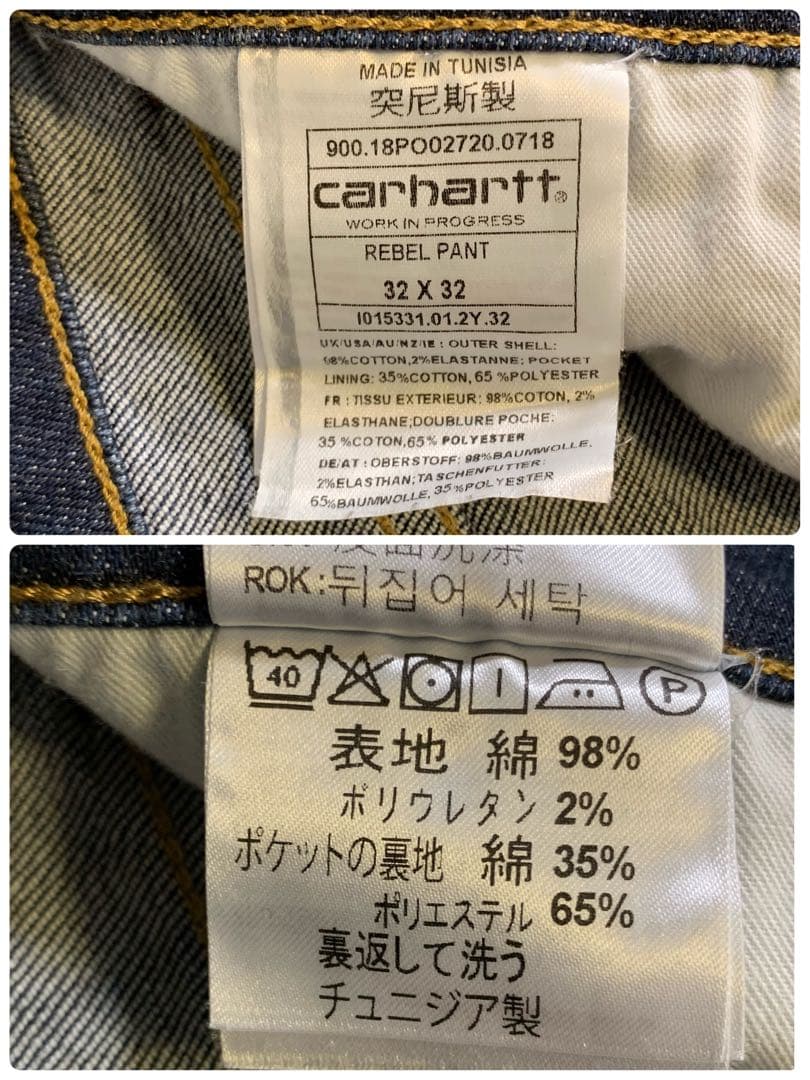 MADE IN TUNISIA
突尼斯製
900.18PO02720.0718
carhartt®
WORK IN PROGRESS
REBEL PANT
32 X 32
I015331.01.2Y.32
UK/USA/AU/NZ/IE : OUTER SHELL:
98%COTTON,2%ELASTANNE; POCKET
LINING: 35%COTTON, 65 %POLYESTER
FR : TISSU EXTERIEUR: 98%COTON, 2%
ELASTHANE;DOUBLURE POCHE:
35 %COTON,65% POLYESTER
DE/AT : OBERSTOFF: 98%BAUMWOLLE,
2%ELASTHAN;TASCHENFUTTER:
65%BAUMWOLLE, 35%POLYESTER
反面洗滌
ROK:뒤집어 세탁
40
P
表地 綿 98%
ポリウレタン 2%
ポケットの裏地 綿 35%
ポリエステル 65%
裏返して洗う
チュニジア製